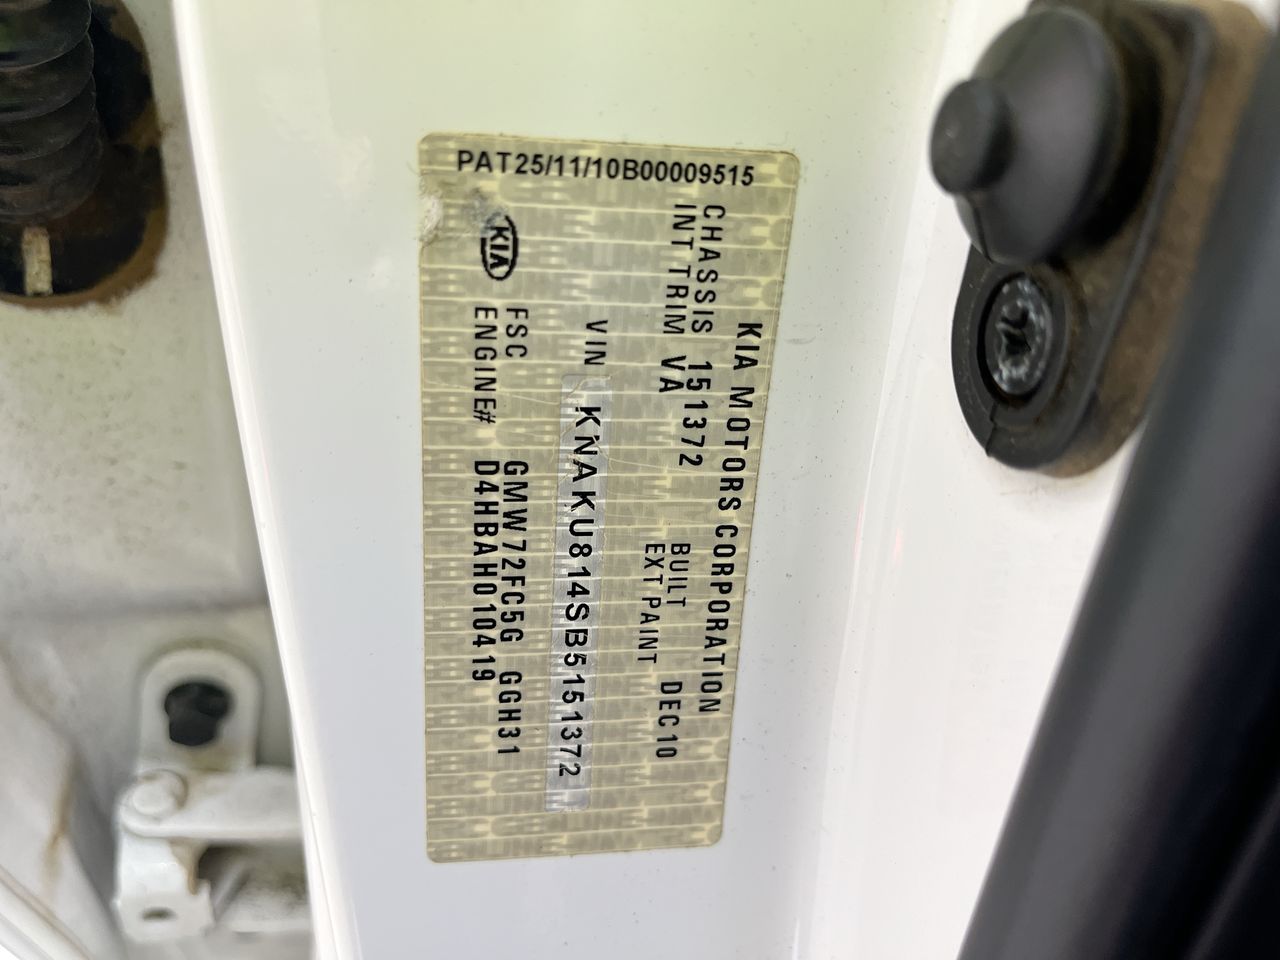 PAT25/11/10B00009515
KIA MOTORS CORPORATION
CHASSIS 151372 BUILT DEC10
INT TRIM VA EXT PAINT
VIN KNAKU814SB5151372
KIA
FSC GMW72FC5G GGH31
ENGINE# D4HBAH010419